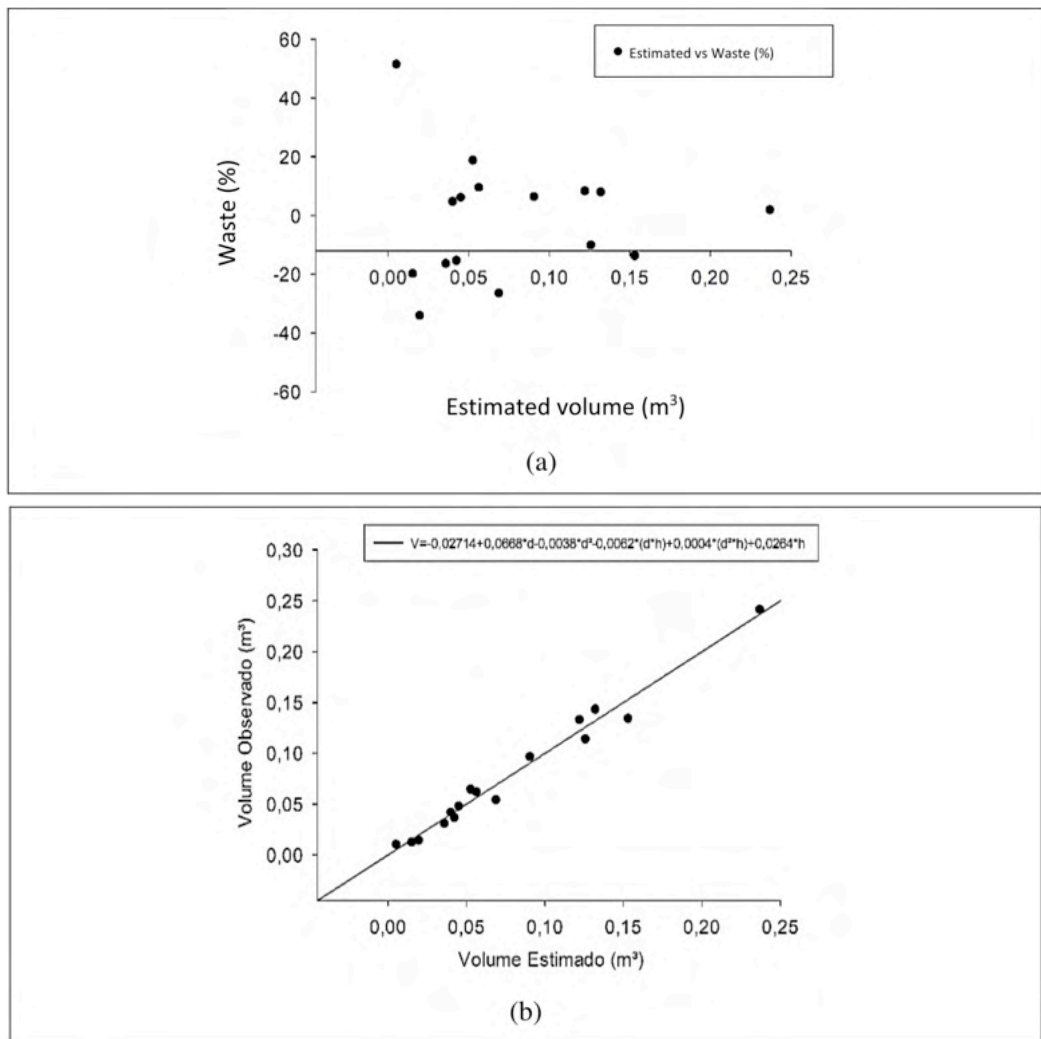 60
Estimated vs Waste (%)
40
20
0
-20
-40
-60
Waste (%)
0,00 0,05 0,10 0,15 0,20 0,25
Estimated volume (m³)
(a)
V=-0,02714+0,0668*d-0,0038*d²-0,0062*(d*h)+0,0004*(d²*h)+0,0264*h
0,30
0,25
0,20
0,15
0,10
0,05
0,00
Volume Observado (m³)
0,00 0,05 0,10 0,15 0,20 0,25
Volume Estimado (m³)
(b)